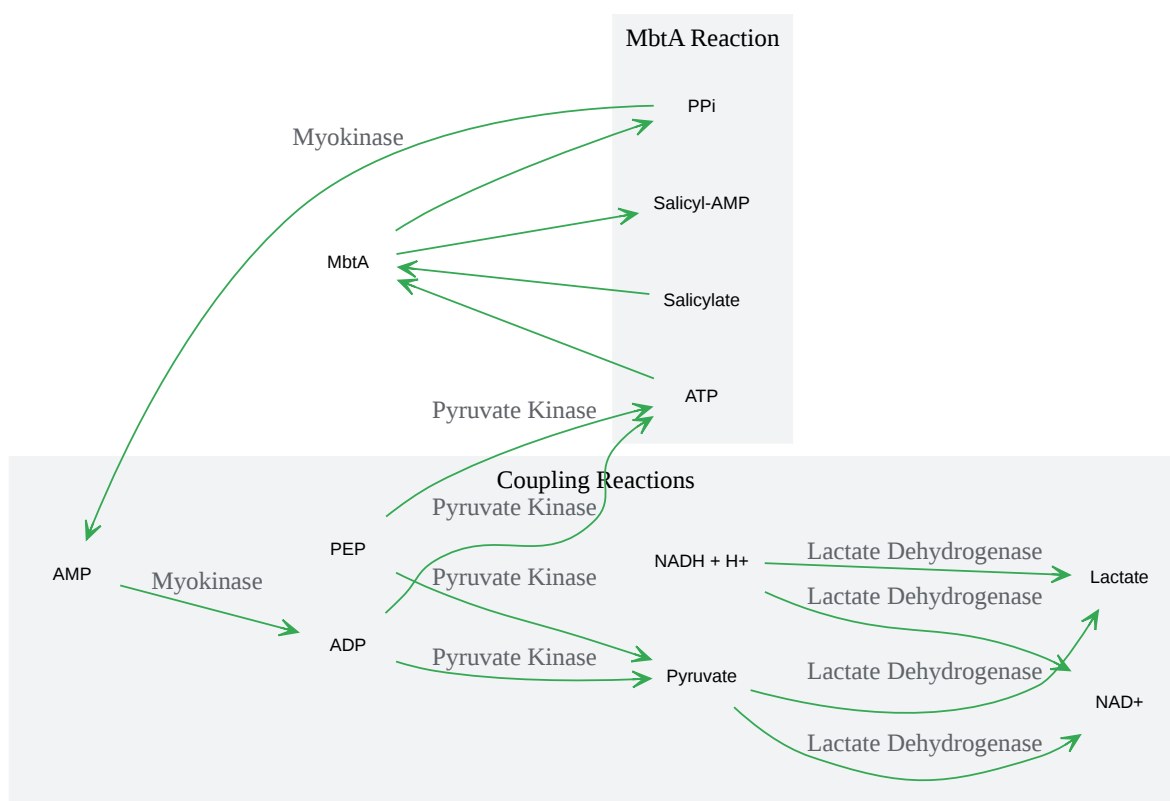 MbtA Reaction
PPi
Myokinase
Salicyl-AMP
MbtA
Salicylate
ATP
Pyruvate Kinase
Coupling Reactions
Pyruvate Kinase
PEP
NADH + H+
Lactate Dehydrogenase
AMP
Myokinase
Pyruvate Kinase
Lactate
Lactate Dehydrogenase
ADP
Pyruvate Kinase
Pyruvate
Lactate Dehydrogenase
NAD+
Lactate Dehydrogenase